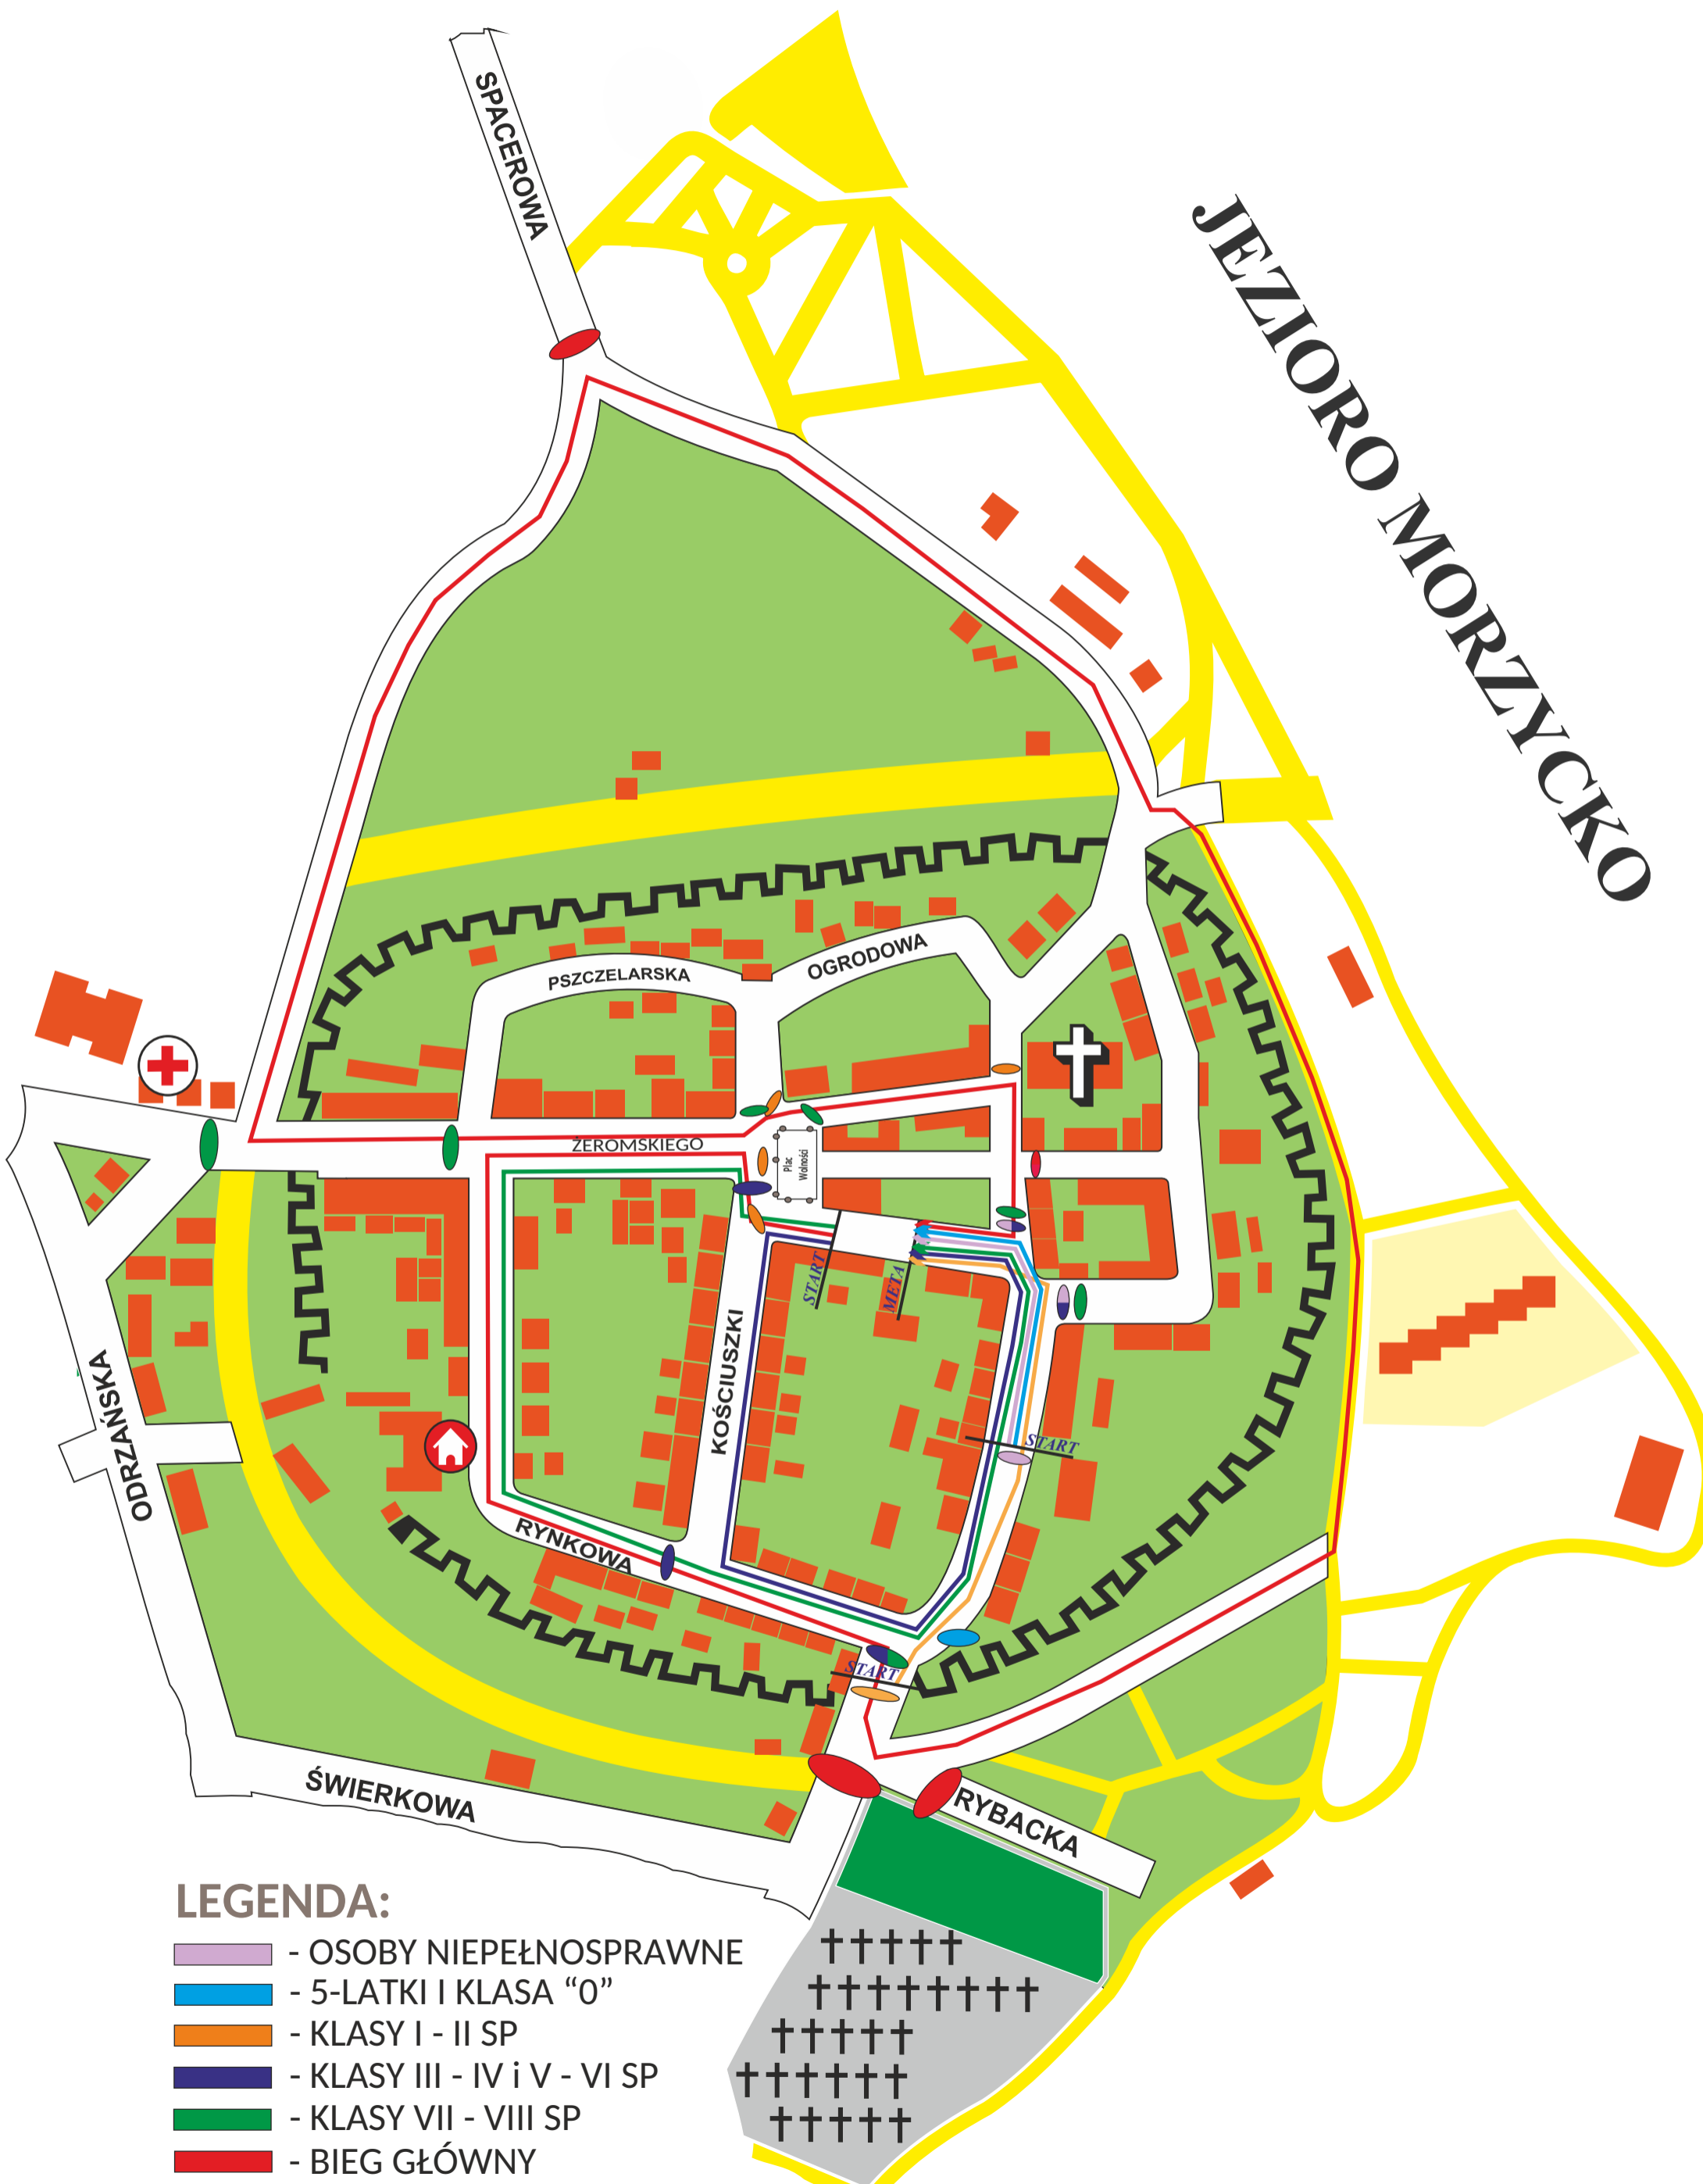 SPACEROWA
JEZIORO MORZYCKO
PSZCZELARSKA
OGRODOWA
ŻEROMSKIEGO
Plac
Wolności
START
META
KOŚCIUSZKI
START
ODRZAŃSKA
RYNKOWA
START
ŚWIERKOWA
RYBACKA
LEGENDA:
- OSOBY NIEPEŁNOSPRAWNE
- 5-LATKI I KLASA “0”
- KLASY I - II SP
- KLASY III - IV i V - VI SP
- KLASY VII - VIII SP
- BIEG GŁÓWNY